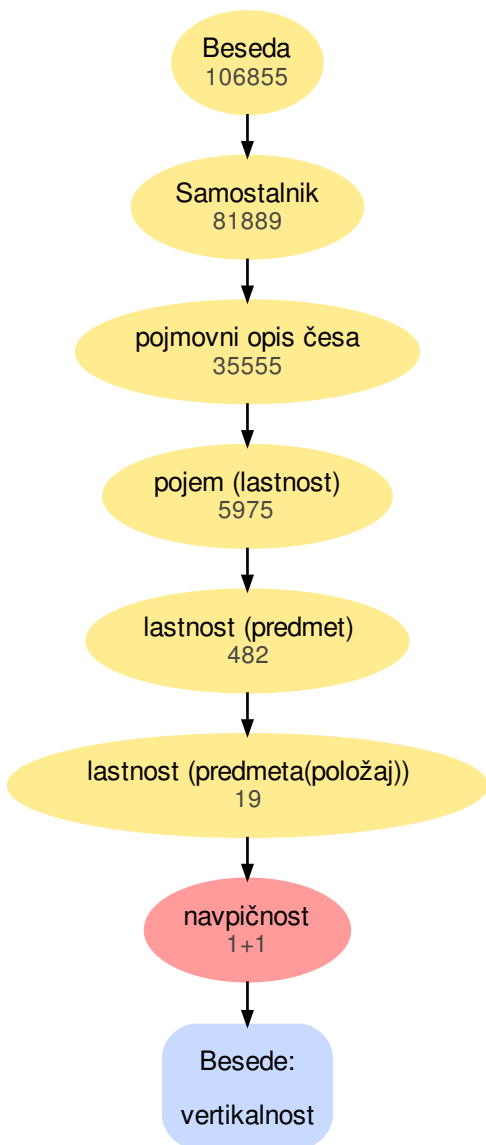 Beseda
106855
Samostalnik
81889
pojmovni opis česa
35555
pojem (lastnost)
5975
lastnost (predmet)
482
lastnost (predmeta(položaj))
19
navpičnost
1+1
Besede:
vertikalnost